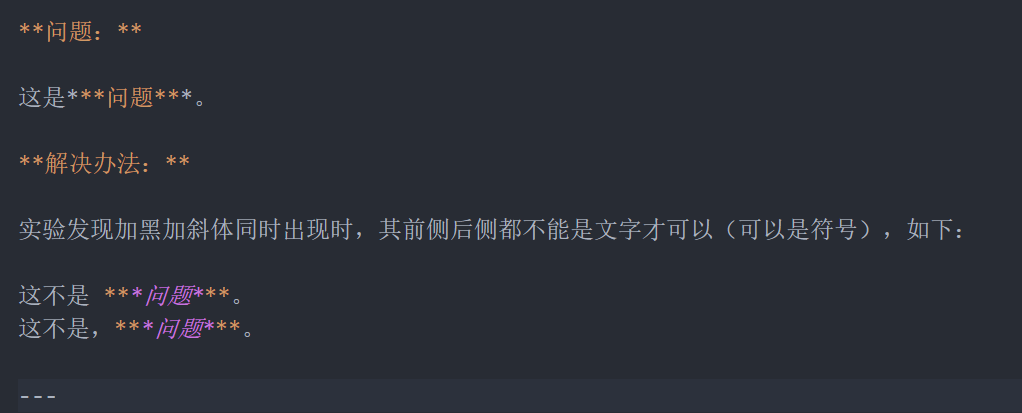 **问题：**
这是***问题***。
**解决办法：**
实验发现加黑加斜体同时出现时，其前侧后侧都不能是文字才可以（可以是符号），如下：
这不是 ***问题***。
这不是，***问题***。
---